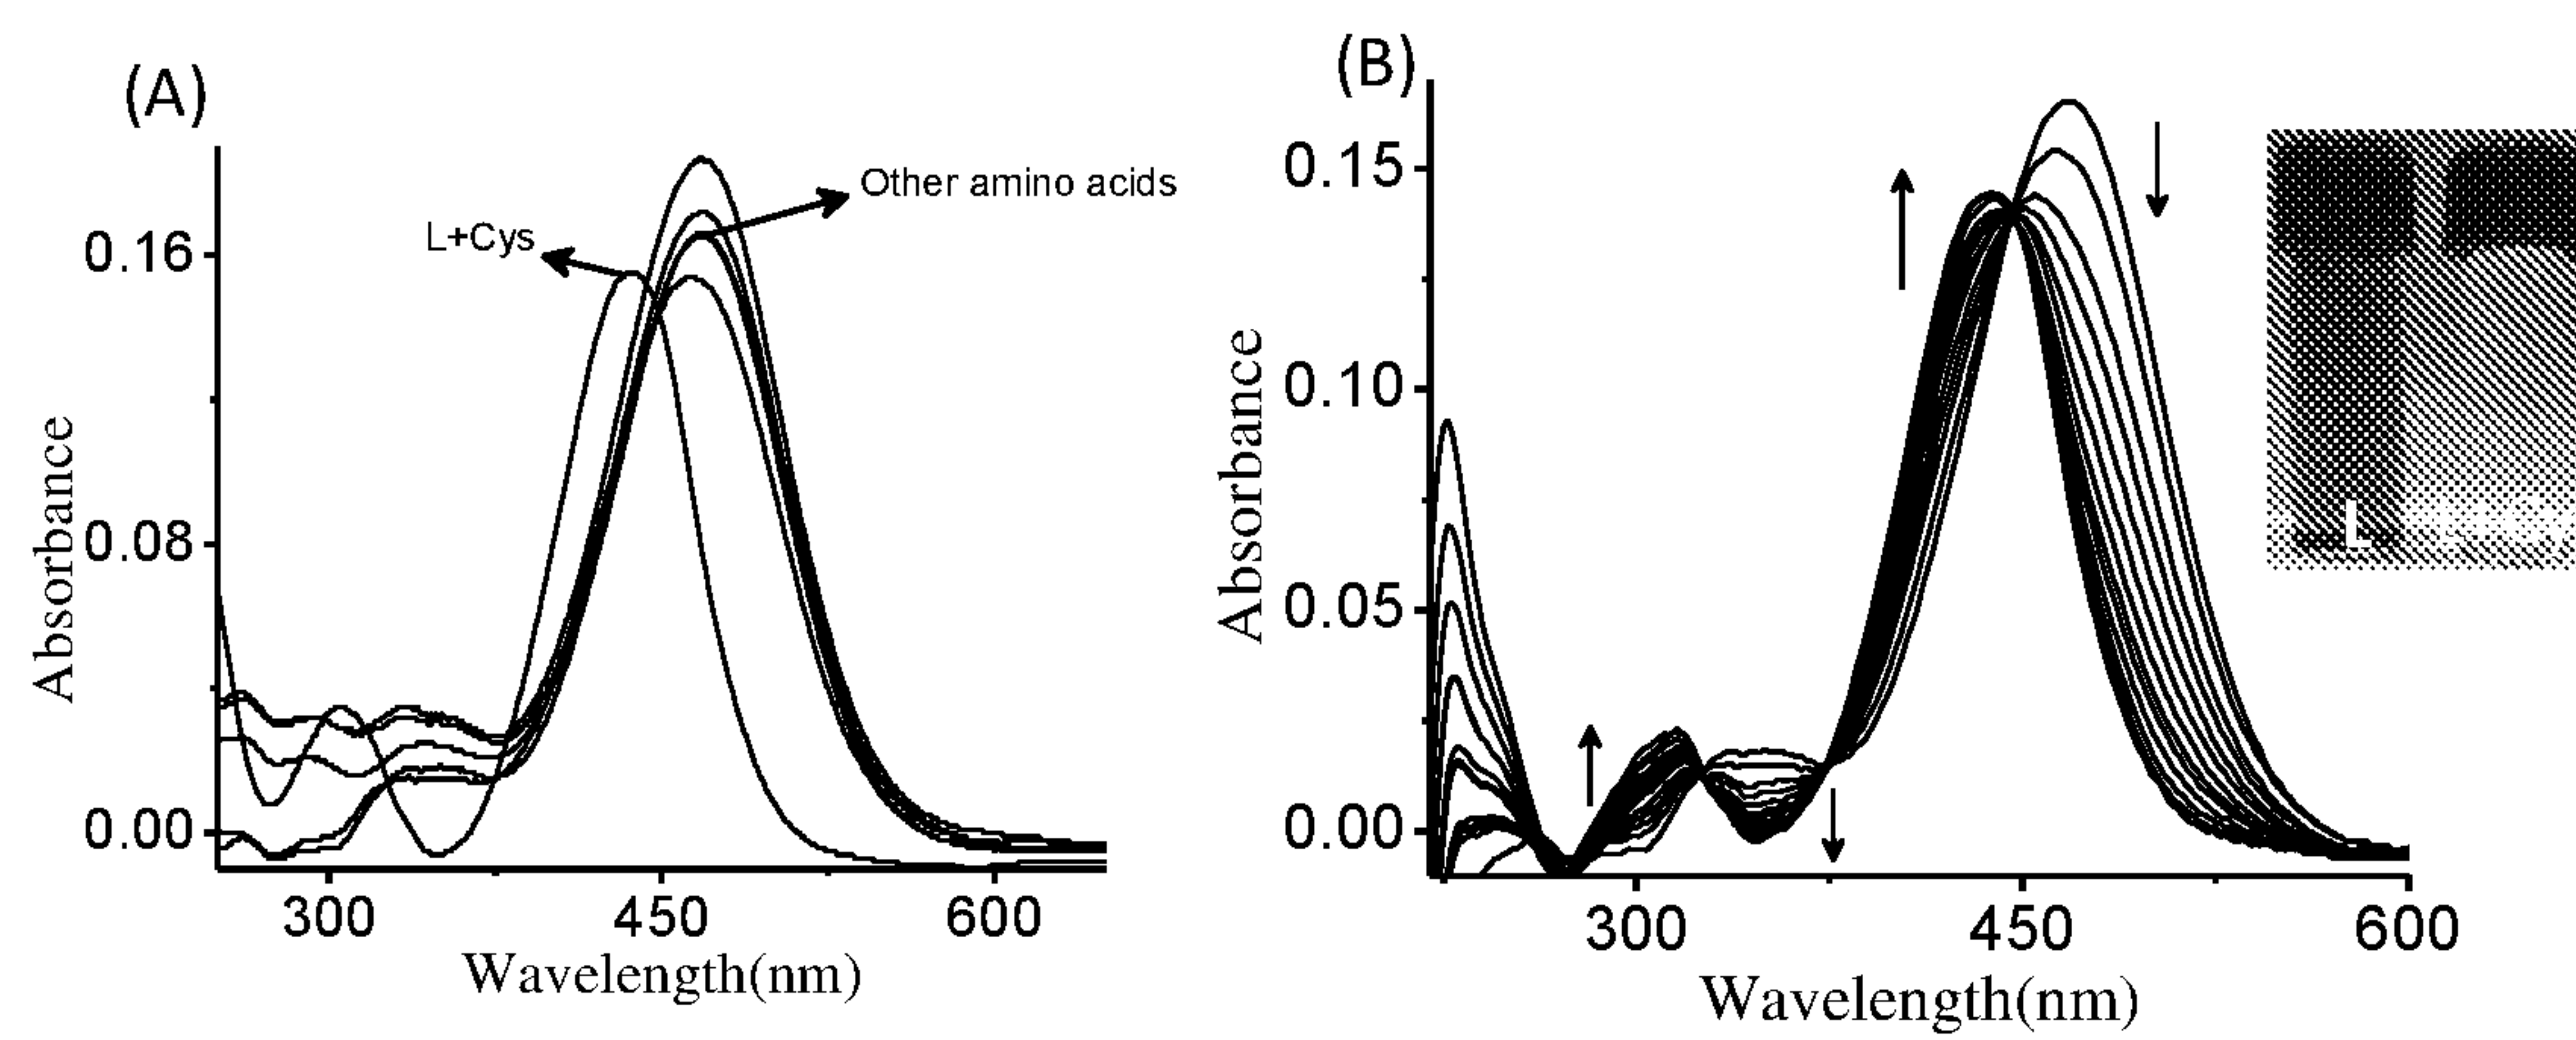 (A)
Other amino acids
L+Cys
0.16
0.08
0.00
Absorbance
300 450 600
Wavelength(nm)
(B)
0.15
0.10
0.05
0.00
Absorbance
L
300 450 600
Wavelength(nm)